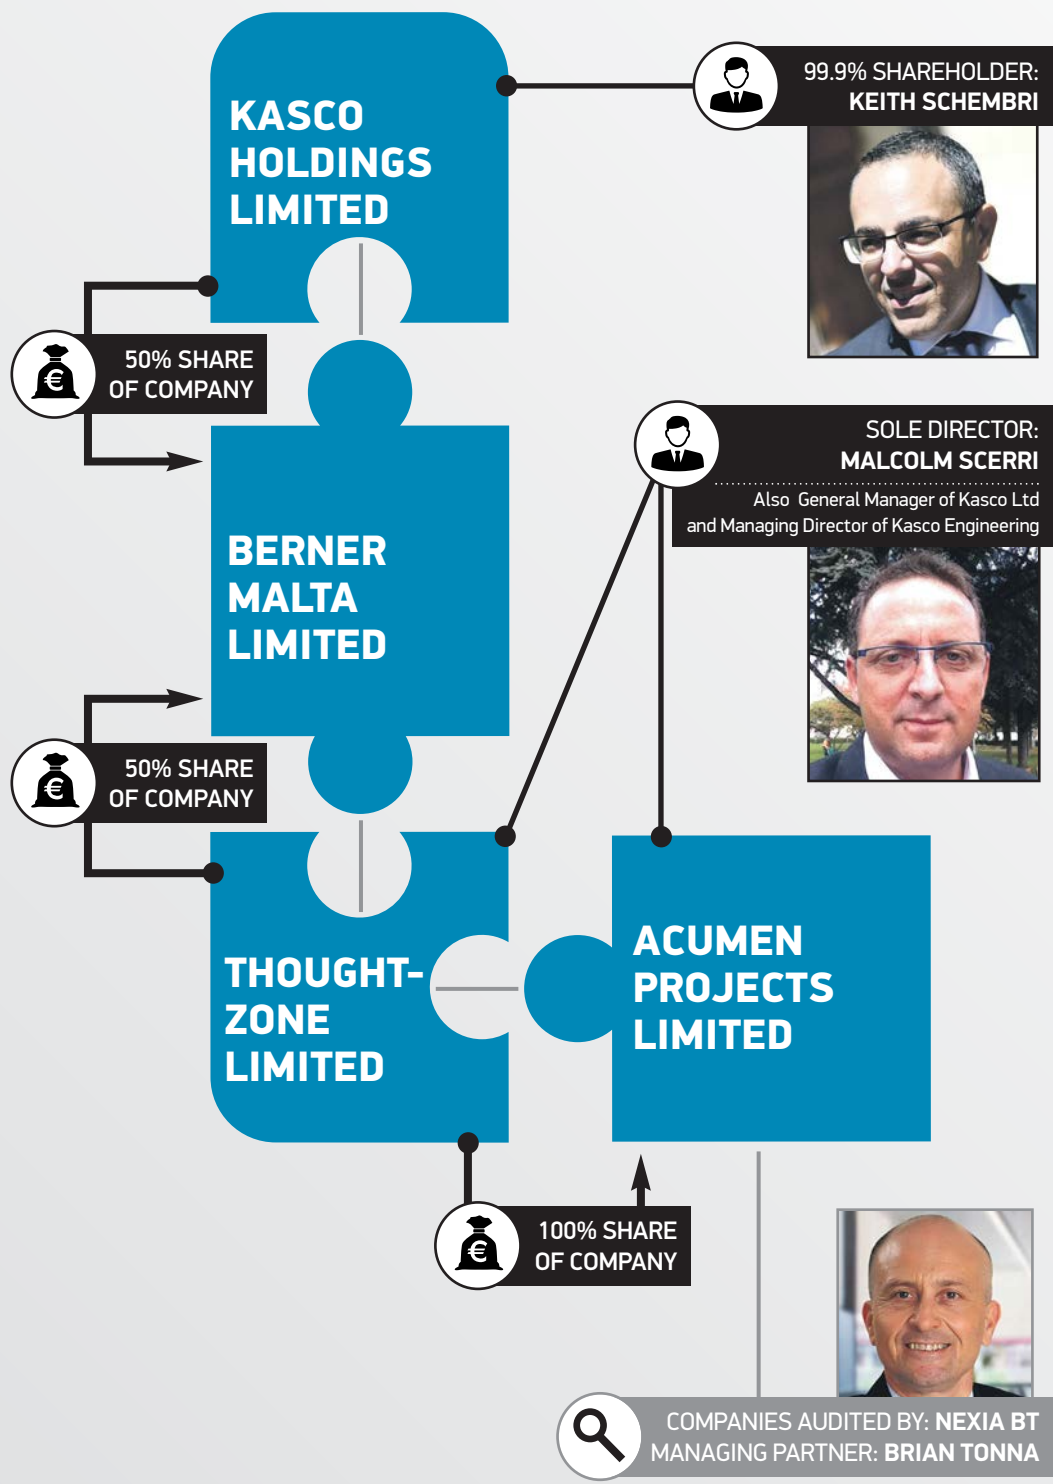 KASCO
HOLDINGS
LIMITED
99.9% SHAREHOLDER:
KEITH SCHEMBRI
€
50% SHARE
OF COMPANY
SOLE DIRECTOR:
MALCOLM SCERRI
Also General Manager of Kasco Ltd
and Managing Director of Kasco Engineering
BERNER
MALTA
LIMITED
€
50% SHARE
OF COMPANY
THOUGHT-
ZONE
LIMITED
ACUMEN
PROJECTS
LIMITED
€
100% SHARE
OF COMPANY
COMPANIES AUDITED BY: NEXIA BT
MANAGING PARTNER: BRIAN TONNA